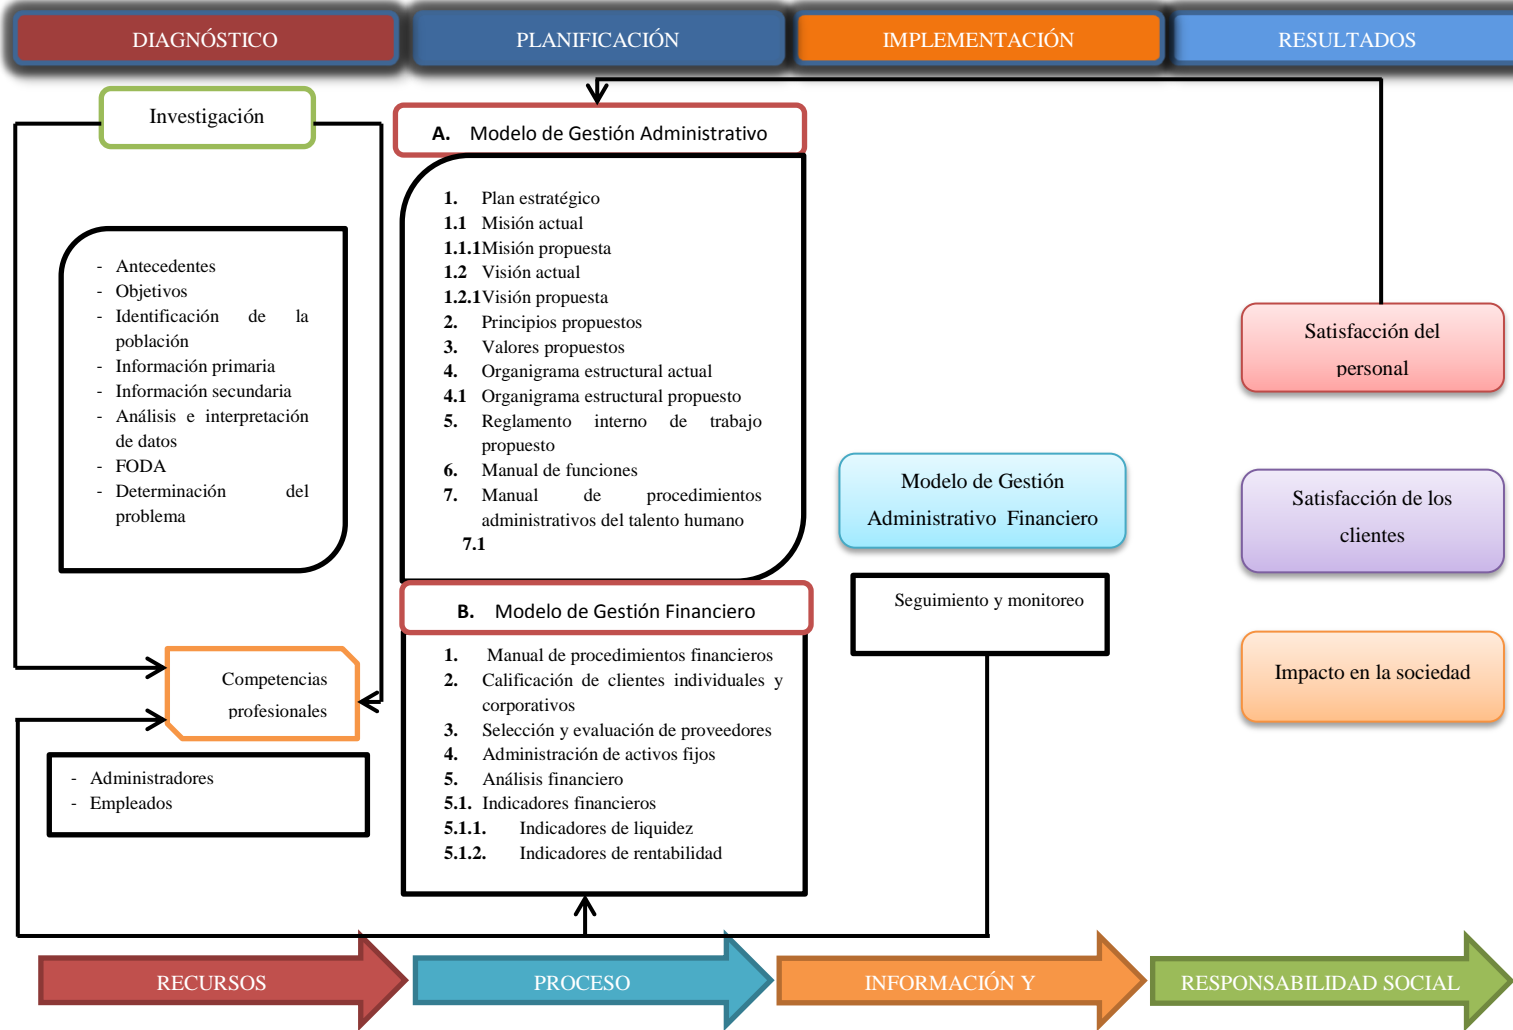 DIAGNÓSTICO
PLANIFICACIÓN
IMPLEMENTACIÓN
RESULTADOS
Investigación
- Antecedentes
- Objetivos
- Identificación de la
población
- Información primaria
- Información secundaria
- Análisis e interpretación
de datos
- FODA
- Determinación del
problema
Competencias
profesionales
- Administradores
- Empleados
A. Modelo de Gestión Administrativo
1. Plan estratégico
1.1 Misión actual
1.1.1Misión propuesta
1.2 Visión actual
1.2.1Visión propuesta
2. Principios propuestos
3. Valores propuestos
4. Organigrama estructural actual
4.1 Organigrama estructural propuesto
5. Reglamento interno de trabajo
propuesto
6. Manual de funciones
7. Manual de procedimientos
administrativos del talento humano
7.1
B. Modelo de Gestión Financiero
1. Manual de procedimientos financieros
2. Calificación de clientes individuales y
corporativos
3. Selección y evaluación de proveedores
4. Administración de activos fijos
5. Análisis financiero
5.1. Indicadores financieros
5.1.1. Indicadores de liquidez
5.1.2. Indicadores de rentabilidad
Modelo de Gestión
Administrativo Financiero
Seguimiento y monitoreo
Satisfacción del
personal
Satisfacción de los
clientes
Impacto en la sociedad
RECURSOS
PROCESO
INFORMACIÓN Y
RESPONSABILIDAD SOCIAL